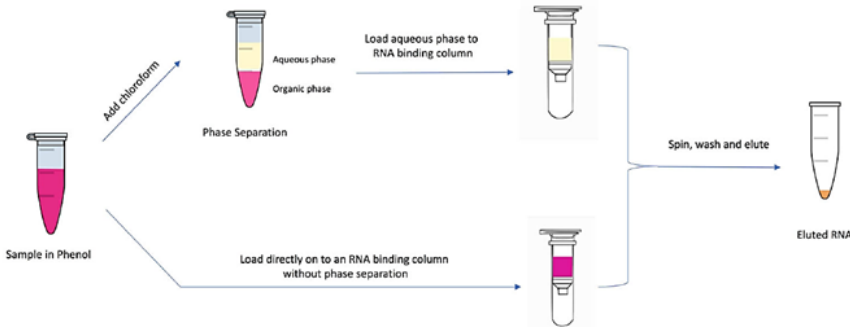 Add chloroform
Aqueous phase
Organic phase
Phase Separation
Load aqueous phase to
RNA binding column
Sample in Phenol
Load directly on to an RNA binding column
without phase separation
Spin, wash and elute
Eluted RNA